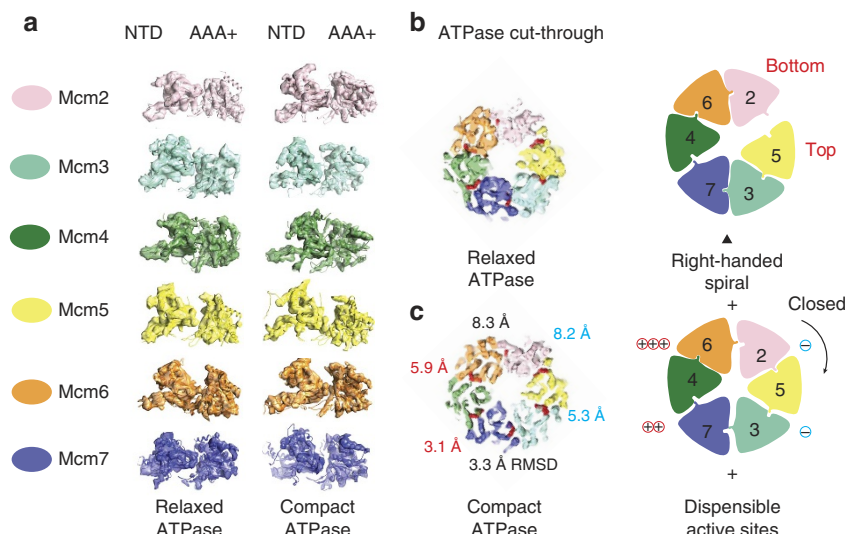 a
NTD AAA+ NTD AAA+
Mcm2
Mcm3
Mcm4
Mcm5
Mcm6
Mcm7
Relaxed
ATPase
Compact
ATPase
b
ATPase cut-through
Relaxed
ATPase
Bottom
Top
6 2
4 5
7 3
Right-handed
spiral
c
8.3 Å
8.2 Å
5.9 Å
5.3 Å
3.1 Å
3.3 Å RMSD
Compact
ATPase
+
Closed
+++ 6 2 −
4 5
++ 7 3 −
+
Dispensible
active sites